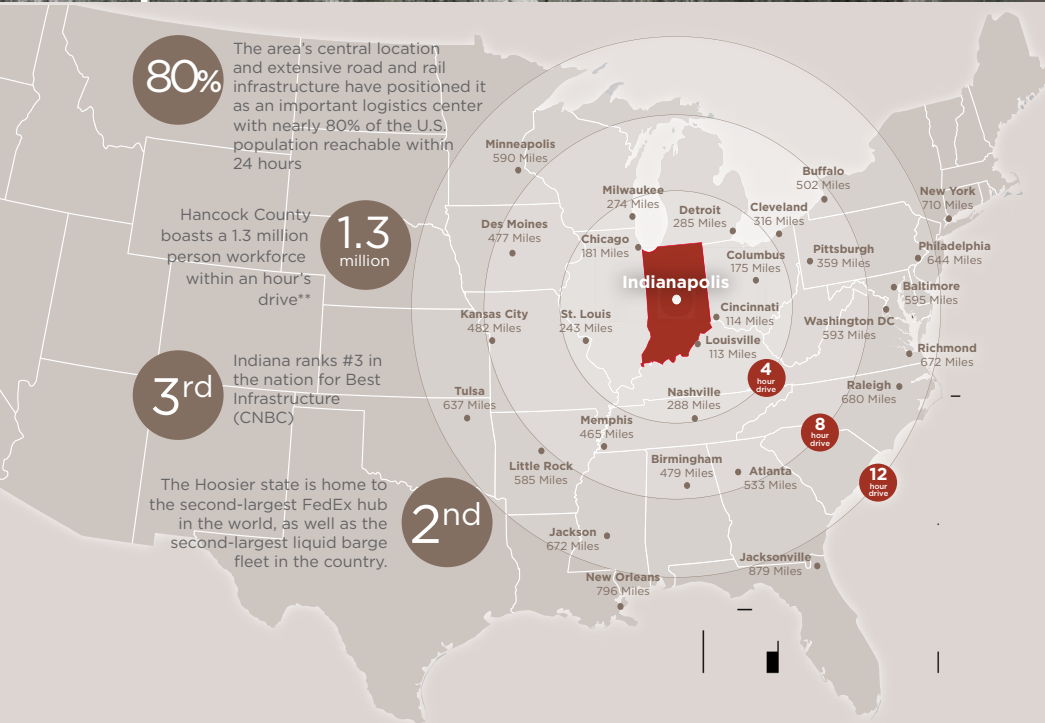 80%
The area's central location
and extensive road and rail
infrastructure have positioned it
as an important logistics center
with nearly 80% of the U.S.
population reachable within
24 hours
Hancock County
boasts a 1.3 million
person workforce
within an hour's
drive**
1.3
million
3rd
Indiana ranks #3 in
the nation for Best
Infrastructure
(CNBC)
The Hoosier state is home to
the second-largest FedEx hub
in the world, as well as the
second-largest liquid barge
fleet in the country.
2nd
Minneapolis
590 Miles
Milwaukee
274 Miles
Des Moines
477 Miles
Chicago
181 Miles
Detroit
285 Miles
Cleveland
316 Miles
Buffalo
502 Miles
New York
710 Miles
Columbus
175 Miles
Pittsburgh
359 Miles
Philadelphia
644 Miles
Indianapolis
Baltimore
595 Miles
Kansas City
482 Miles
St. Louis
243 Miles
Cincinnati
114 Miles
Washington DC
593 Miles
Louisville
113 Miles
Richmond
672 Miles
4
hour
drive
Tulsa
637 Miles
Nashville
288 Miles
Raleigh
680 Miles
Memphis
465 Miles
8
hour
drive
Little Rock
585 Miles
Birmingham
479 Miles
Atlanta
533 Miles
12
hour
drive
Jackson
672 Miles
Jacksonville
879 Miles
New Orleans
796 Miles